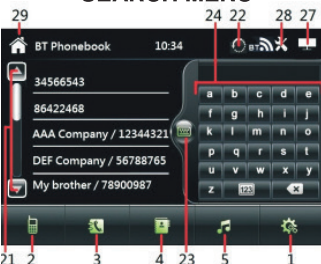 SEARCH MENU
29 24 22 28 27
BT Phonebook 10:34 BT
34566543
86422468
AAA Company / 12344321
DEF Company / 56788765
My brother / 78900987
a b c d e
f g h i j
k l m n o
p q r s t
u v w x y
z 123
21 2 3 4 23 5 1